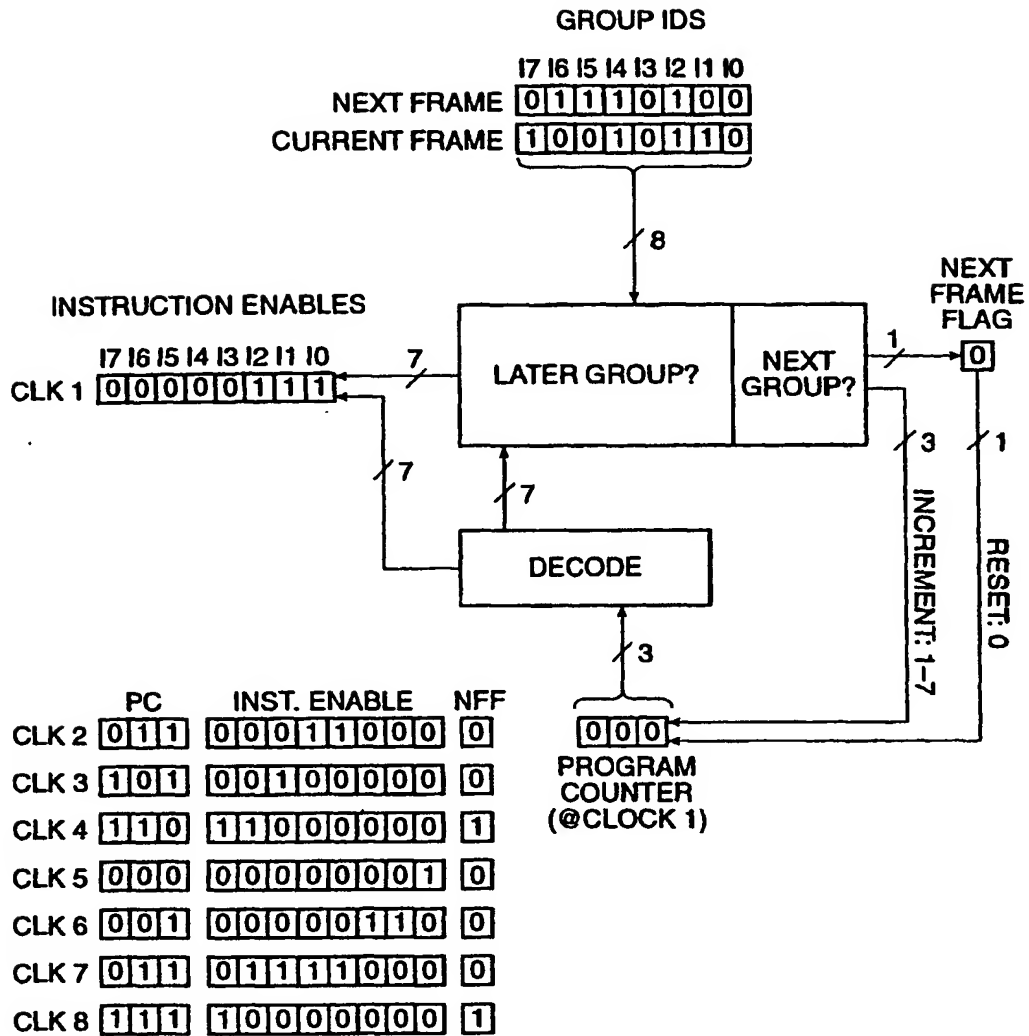 GROUP IDS
I7 I6 I5 I4 I3 I2 I1 I0
NEXT FRAME 0 1 1 1 0 1 0 0
CURRENT FRAME 1 0 0 1 0 1 1 0
8
NEXT
FRAME
FLAG
0
INSTRUCTION ENABLES
I7 I6 I5 I4 I3 I2 I1 I0
CLK 1 0 0 0 0 0 1 1 1
7
LATER GROUP?
NEXT
GROUP?
1
3
1
7
7
INCREMENT: 1–7
RESET: 0
DECODE
3
0 0 0
PROGRAM
COUNTER
(@CLOCK 1)
PC INST. ENABLE NFF
CLK 2 0 1 1 0 0 0 1 1 0 0 0 0
CLK 3 1 0 1 0 0 1 0 0 0 0 0 0
CLK 4 1 1 0 1 1 0 0 0 0 0 0 1
CLK 5 0 0 0 0 0 0 0 0 0 0 1 0
CLK 6 0 0 1 0 0 0 0 0 1 1 0 0
CLK 7 0 1 1 0 1 1 1 1 0 0 0 0
CLK 8 1 1 1 1 0 0 0 0 0 0 0 1